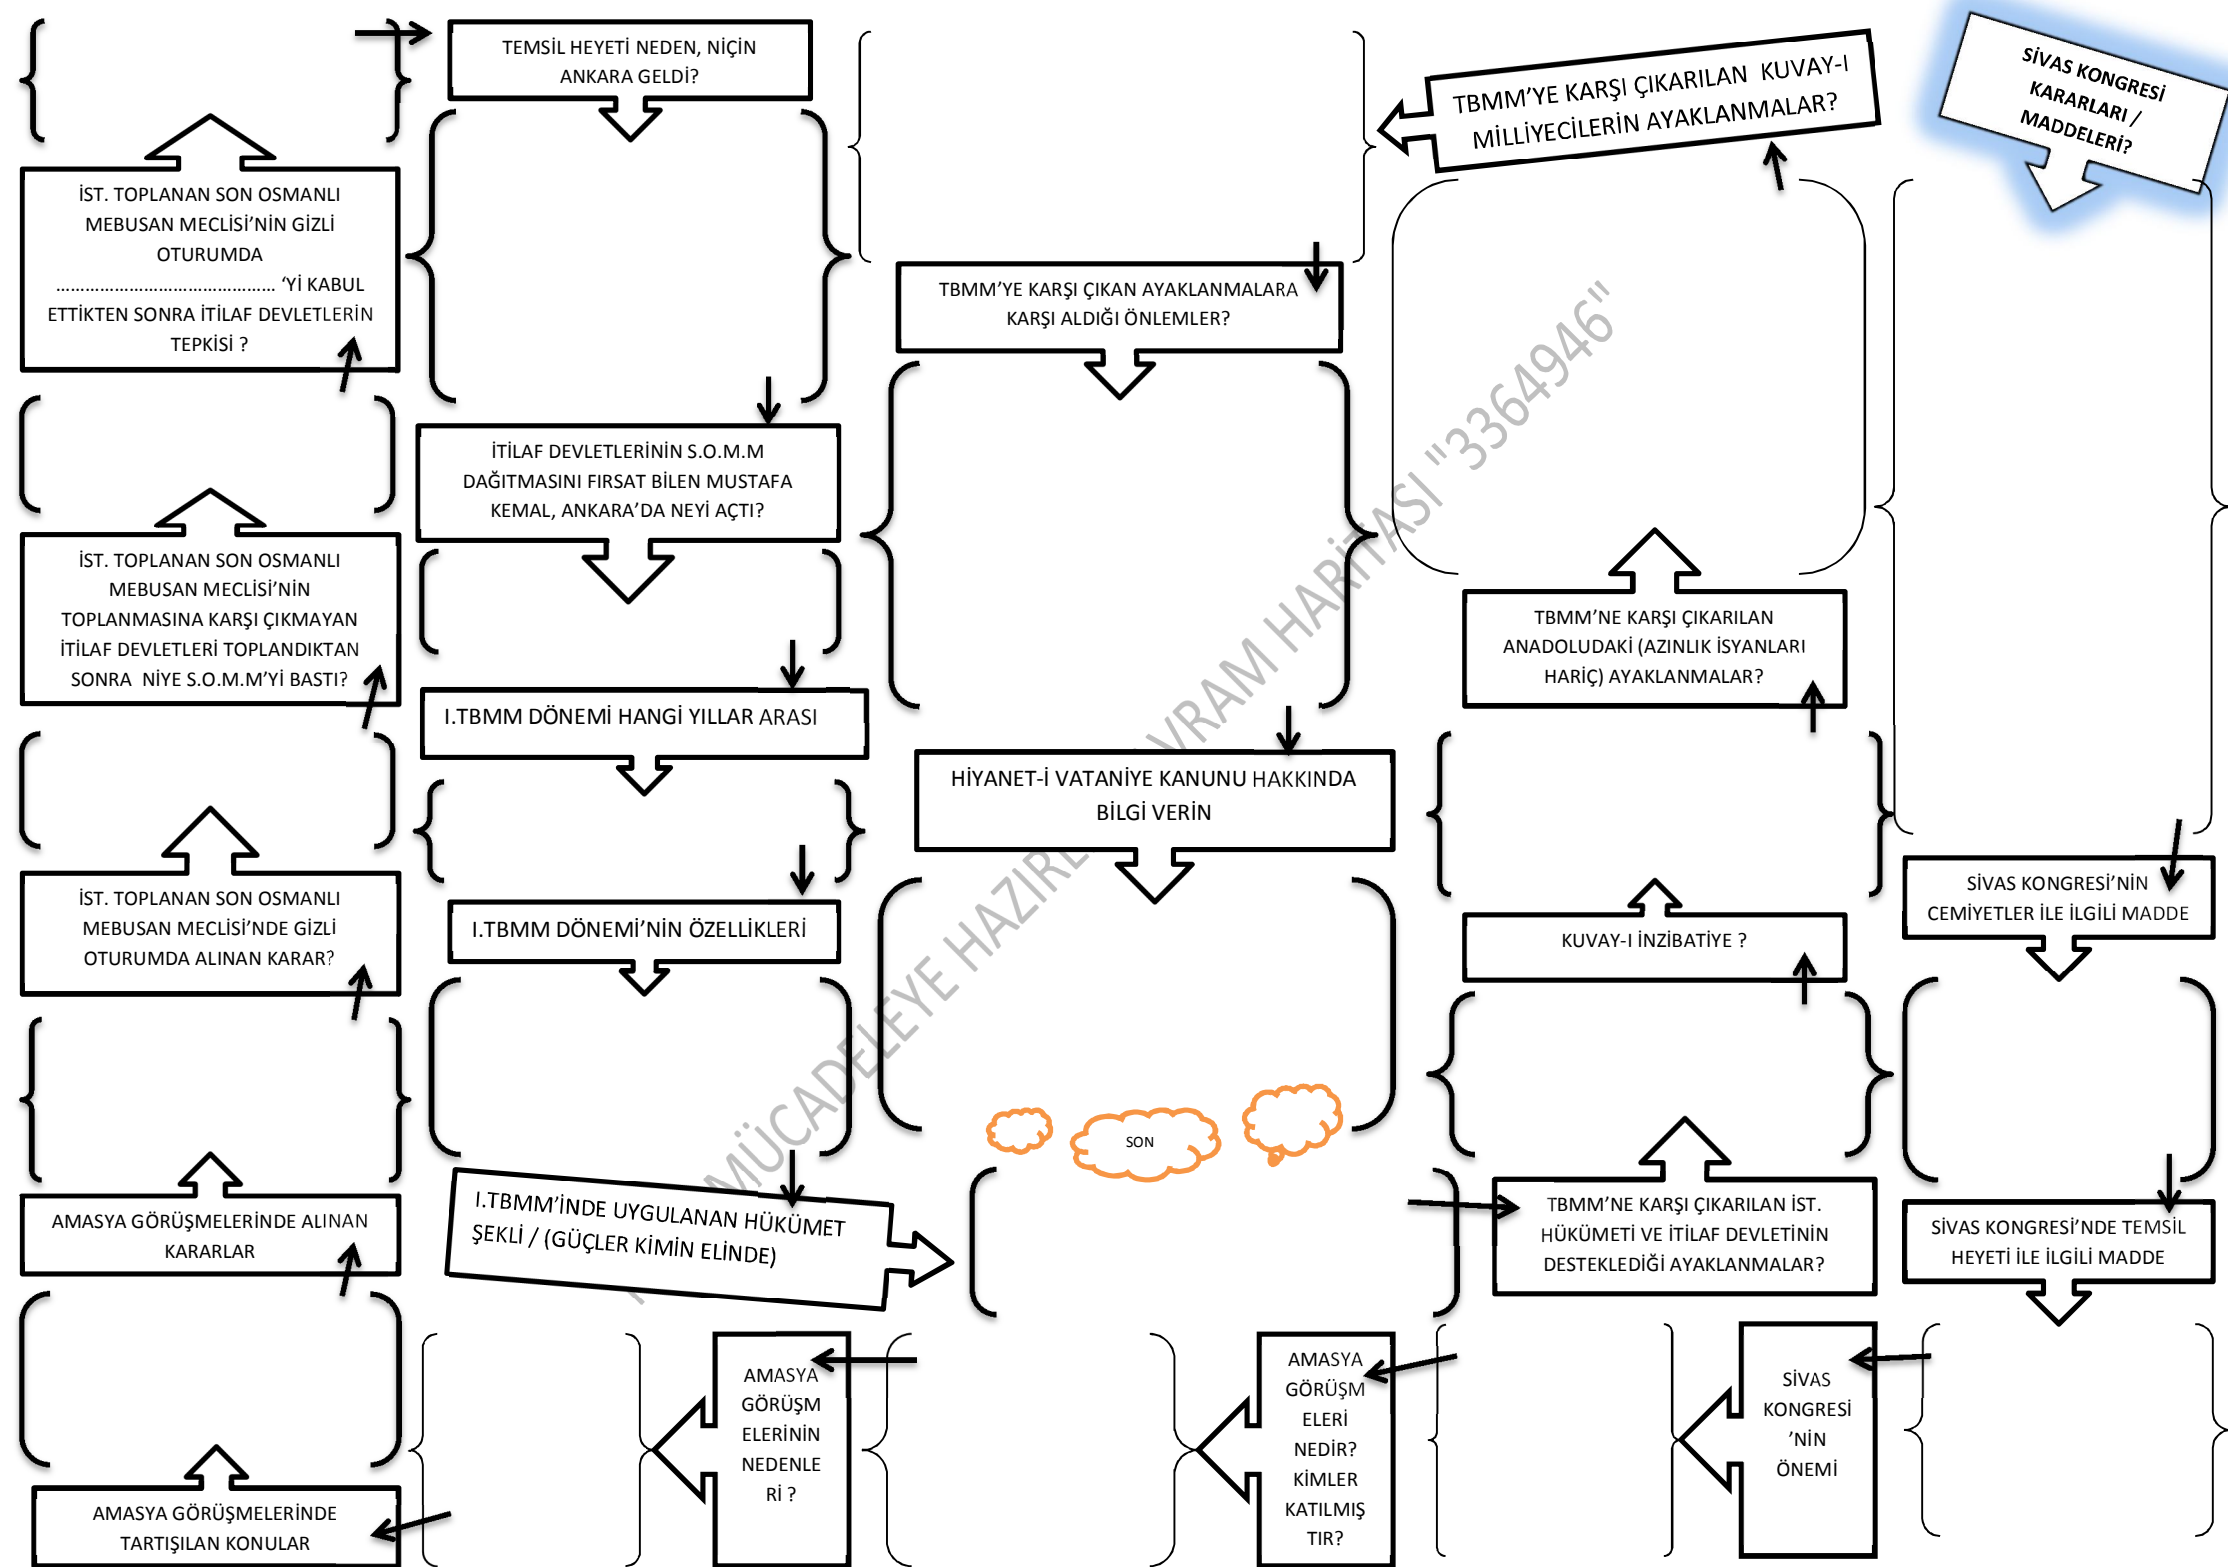 SİVAS KONGRESİ
KARARLARI /
MADDELERİ?
SİVAS KONGRESİ'NİN
CEMİYETLER İLE İLGİLİ MADDE
SİVAS KONGRESİ'NDE TEMSİL
HEYETİ İLE İLGİLİ MADDE
SİVAS
KONGRESİ
'NİN
ÖNEMİ
AMASYA
GÖRÜŞM
ELERİ
NEDİR?
KİMLER
KATILMIŞ
TIR?
AMASYA
GÖRÜŞM
ELERİNİN
NEDENLE
Rİ ?
AMASYA GÖRÜŞMELERİNDE
TARTIŞILAN KONULAR
AMASYA GÖRÜŞMELERİNDE ALINAN
KARARLAR
İST. TOPLANAN SON OSMANLI
MEBUSAN MECLİSİ'NDE GİZLİ
OTURUMDA ALINAN KARAR?
İST. TOPLANAN SON OSMANLI
MEBUSAN MECLİSİ'NİN
TOPLANMASINA KARŞI ÇIKMAYAN
İTİLAF DEVLETLERİ TOPLANDIKTAN
SONRA NİYE S.O.M.M'Yİ BASTI?
İST. TOPLANAN SON OSMANLI
MEBUSAN MECLİSİ'NİN GİZLİ
OTURUMDA
............................................. 'Yİ KABUL
ETTİKTEN SONRA İTİLAF DEVLETLERİN
TEPKİSİ ?
TEMSİL HEYETİ NEDEN, NİÇİN
ANKARA GELDİ?
İTİLAF DEVLETLERİNİN S.O.M.M
DAĞITMASINI FIRSAT BİLEN MUSTAFA
KEMAL, ANKARA'DA NEYİ AÇTI?
I.TBMM DÖNEMİ HANGİ YILLAR ARASI
I.TBMM DÖNEMİ'NİN ÖZELLİKLERİ
I.TBMM'İNDE UYGULANAN HÜKÜMET
ŞEKLİ / (GÜÇLER KİMİN ELİNDE)
TBMM'NE KARŞI ÇIKARILAN İST.
HÜKÜMETİ VE İTİLAF DEVLETİNİN
DESTEKLEDİĞİ AYAKLANMALAR?
KUVAY-I İNZİBATİYE ?
TBMM'NE KARŞI ÇIKARILAN
ANADOLUDAKİ (AZINLIK İSYANLARI
HARİÇ) AYAKLANMALAR?
TBMM'YE KARŞI ÇIKARILAN KUVAY-I
MİLLİYECİLERİN AYAKLANMALAR?
TBMM'YE KARŞI ÇIKAN AYAKLANMALARA
KARŞI ALDIĞI ÖNLEMLER?
HİYANET-İ VATANİYE KANUNU HAKKINDA
BİLGİ VERİN
SON
MÜCADELEYE HARİTASI "3364946"